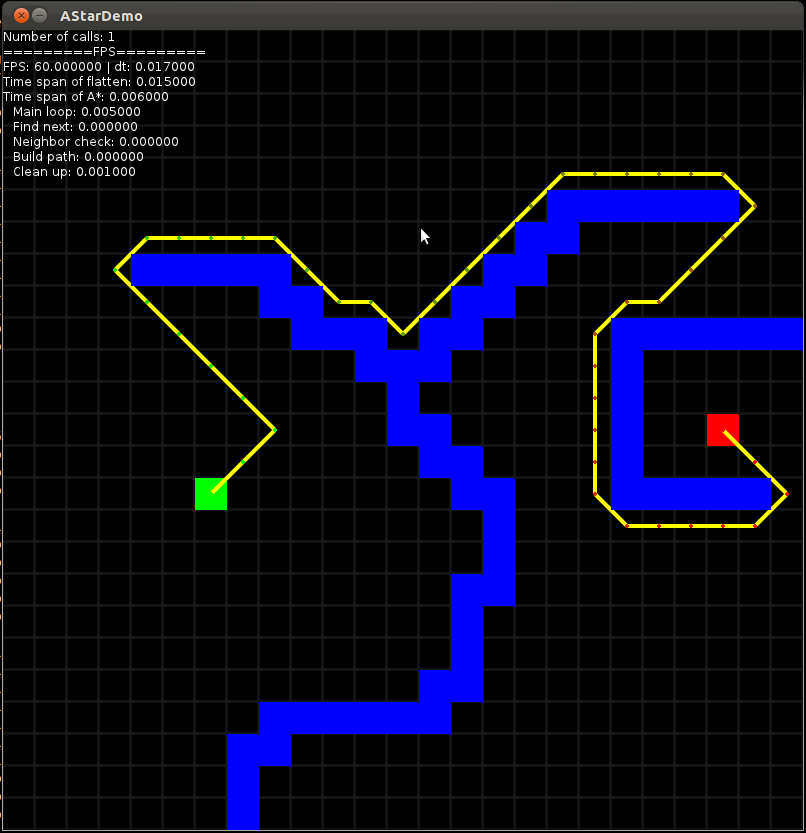 AStarDemo
Number of calls: 1
=========FPS=========
FPS: 60.000000 | dt: 0.017000
Time span of flatten: 0.015000
Time span of A*: 0.006000
Main loop: 0.005000
Find next: 0.000000
Neighbor check: 0.000000
Build path: 0.000000
Clean up: 0.001000